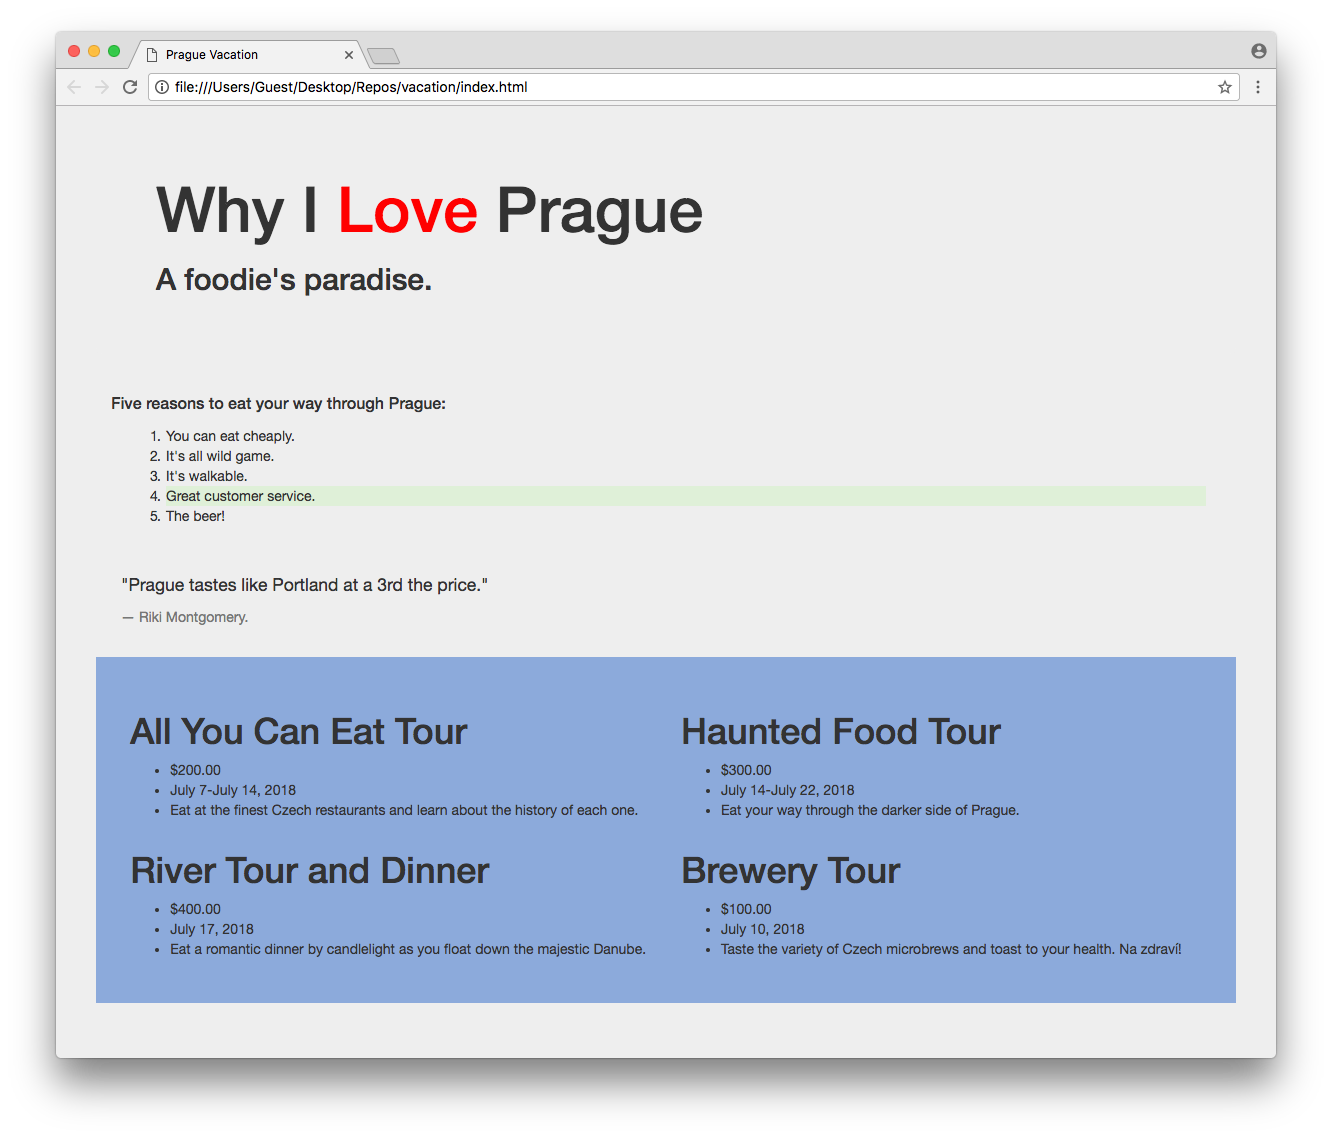 Prague Vacation
file:///Users/Guest/Desktop/Repos/vacation/index.html
Why I Love Prague
A foodie's paradise.
Five reasons to eat your way through Prague:
1. You can eat cheaply.
2. It's all wild game.
3. It's walkable.
4. Great customer service.
5. The beer!
"Prague tastes like Portland at a 3rd the price."
— Riki Montgomery.
All You Can Eat Tour
• $200.00
• July 7-July 14, 2018
• Eat at the finest Czech restaurants and learn about the history of each one.
Haunted Food Tour
• $300.00
• July 14-July 22, 2018
• Eat your way through the darker side of Prague.
River Tour and Dinner
• $400.00
• July 17, 2018
• Eat a romantic dinner by candlelight as you float down the majestic Danube.
Brewery Tour
• $100.00
• July 10, 2018
• Taste the variety of Czech microbrews and toast to your health. Na zdraví!